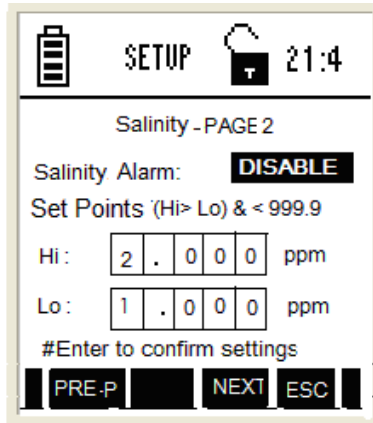 SETUP T 21:4
Salinity - PAGE 2
Salinity Alarm: DISABLE
Set Points (Hi> Lo) & < 999.9
Hi : 2 . 0 0 0 ppm
Lo : 1 . 0 0 0 ppm
#Enter to confirm settings
PRE-P NEXT ESC